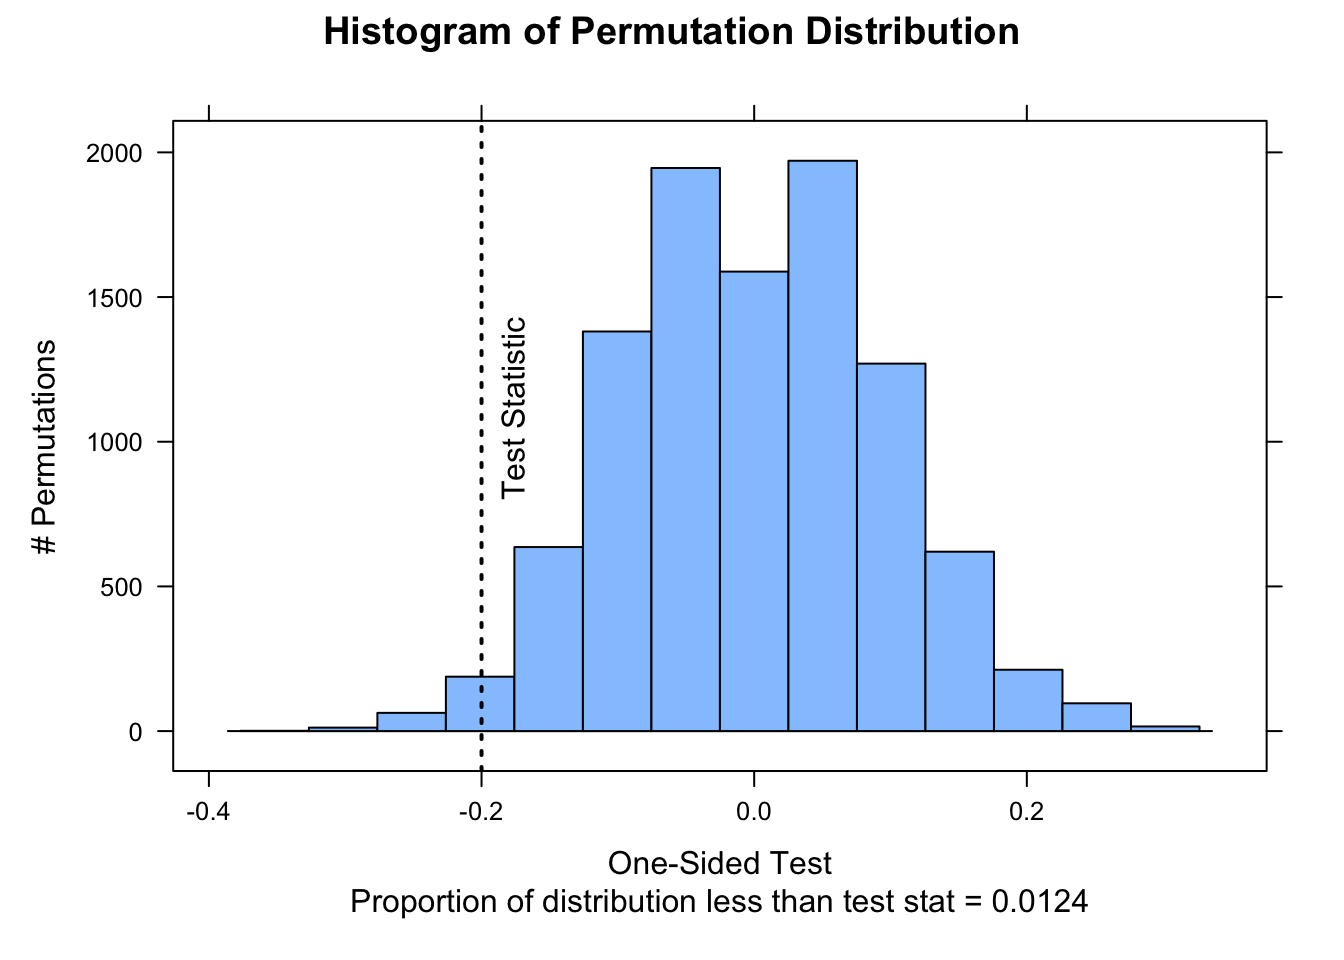 Histogram of Permutation Distribution
2000
1500
1000
500
0
# Permutations
Test Statistic
-0.4 -0.2 0.0 0.2
One-Sided Test
Proportion of distribution less than test stat = 0.0124